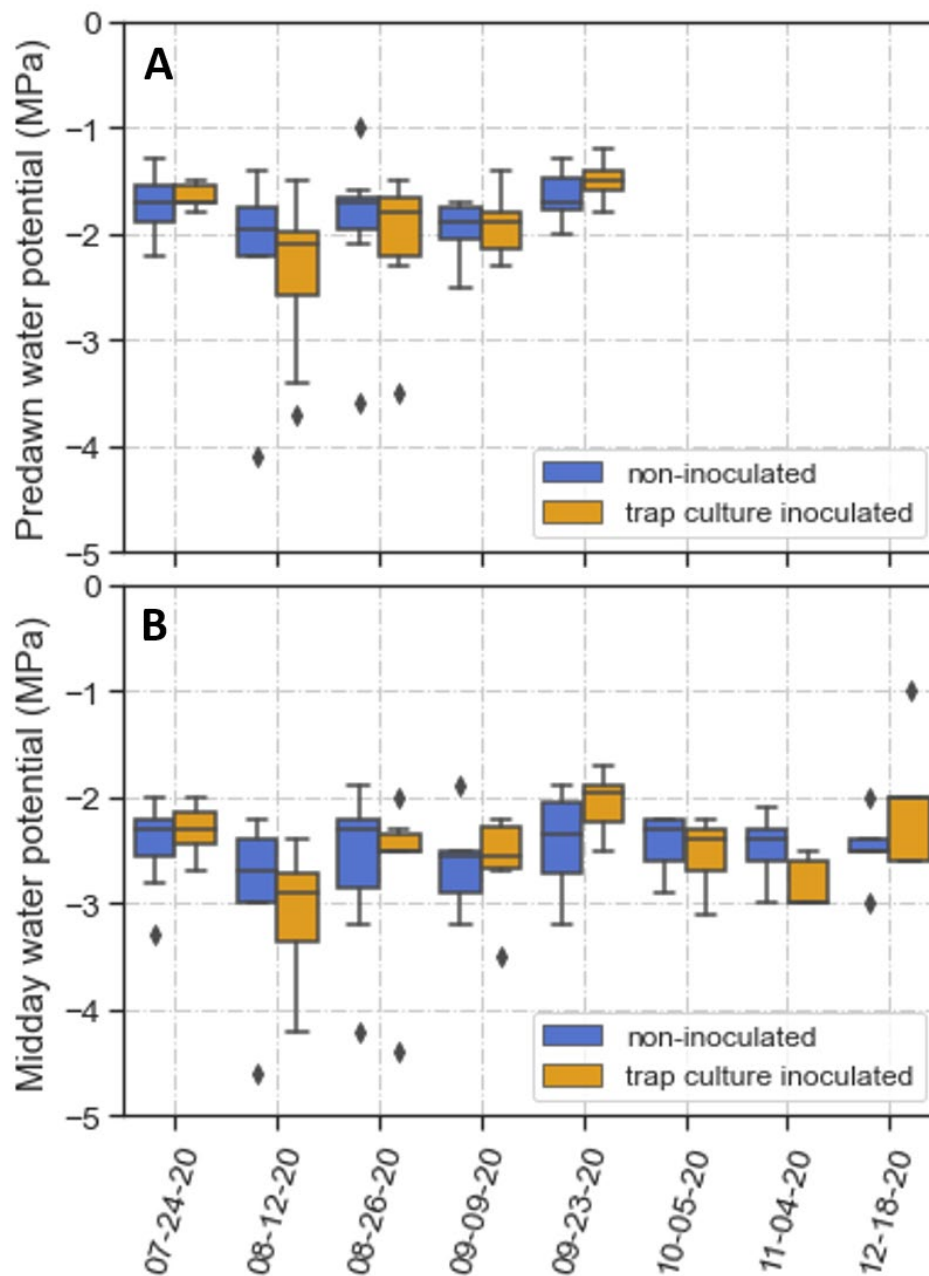 A
Predawn water potential (MPa)
0
−1
−2
−3
−4
−5
non-inoculated
trap culture inoculated
B
Midday water potential (MPa)
0
−1
−2
−3
−4
−5
non-inoculated
trap culture inoculated
07-24-20
08-12-20
08-26-20
09-09-20
09-23-20
10-05-20
11-04-20
12-18-20